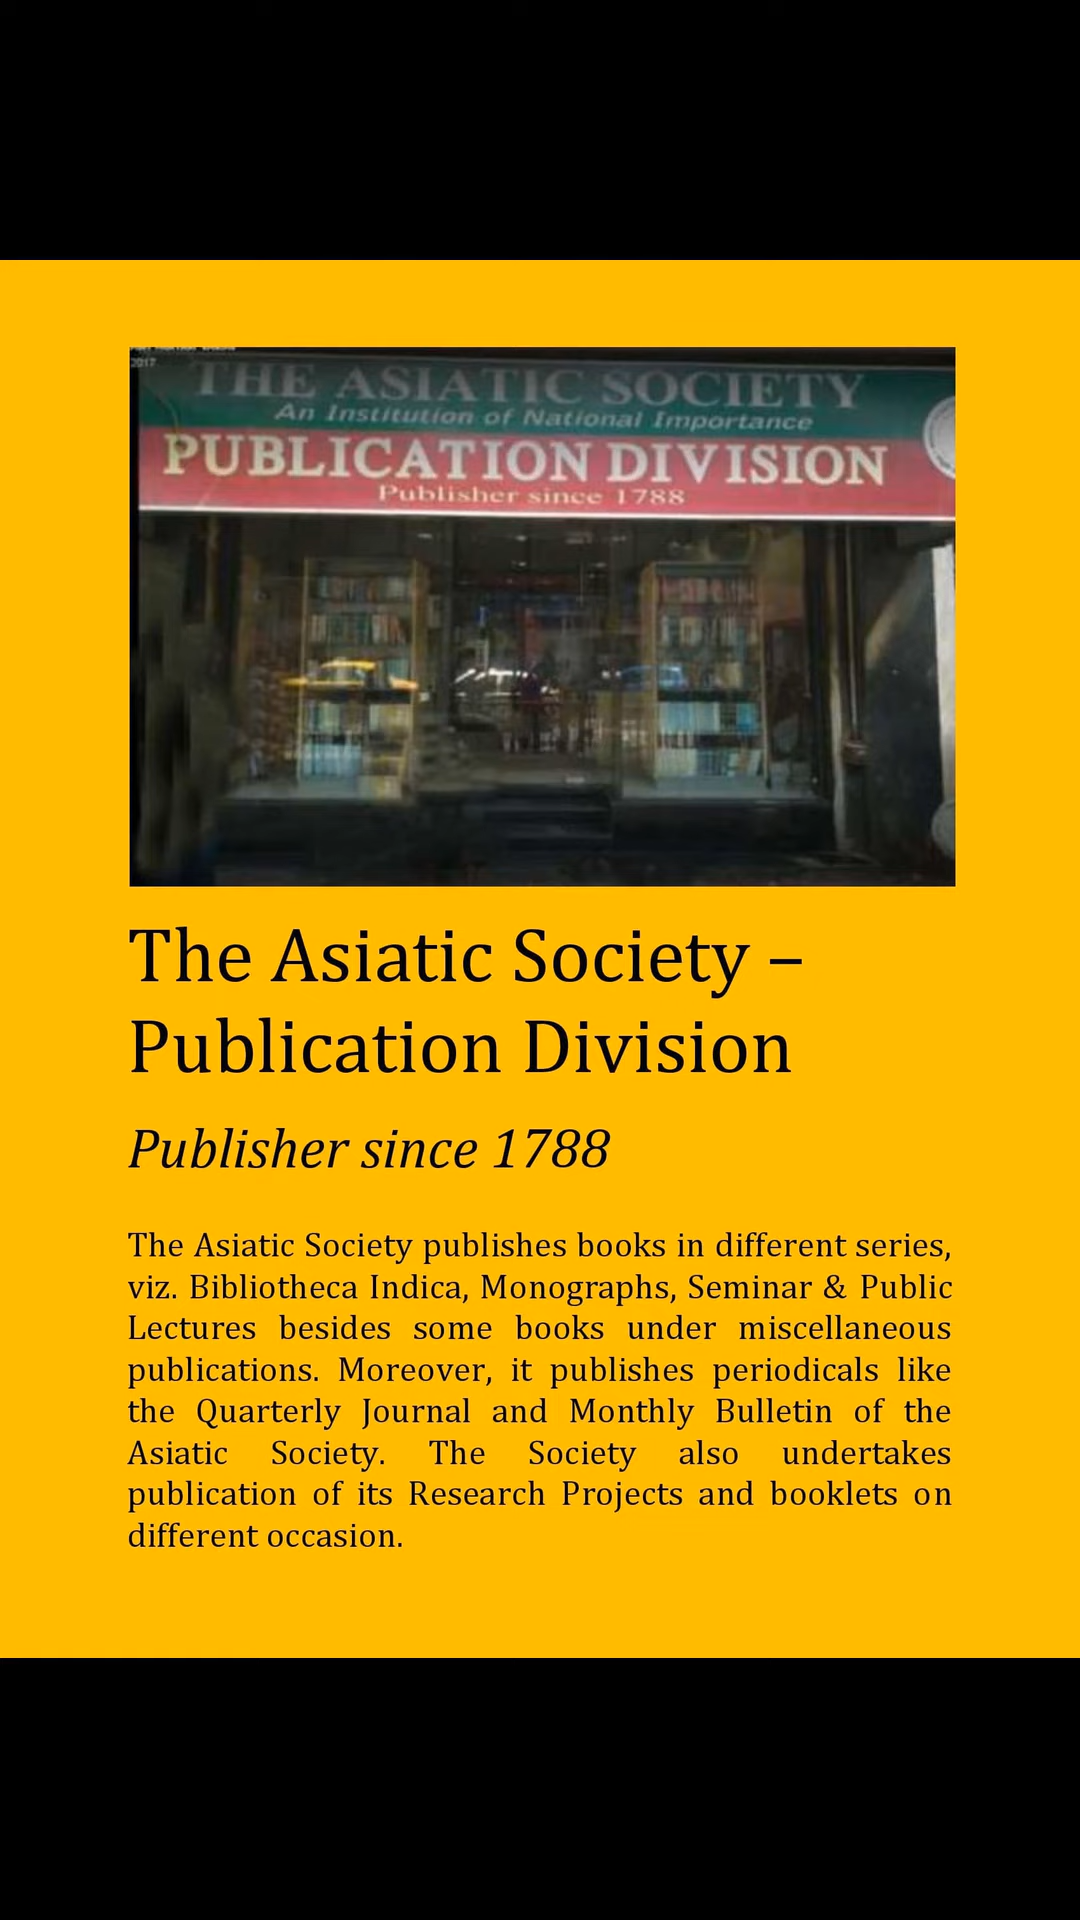 2017
THE ASIATIC SOCIETY
An Institution of National Importance
PUBLICATION DIVISION
Publisher since 1788
The Asiatic Society –
Publication Division
Publisher since 1788
The Asiatic Society publishes books in different series,
viz. Bibliotheca Indica, Monographs, Seminar & Public
Lectures besides some books under miscellaneous
publications. Moreover, it publishes periodicals like
the Quarterly Journal and Monthly Bulletin of the
Asiatic Society. The Society also undertakes
publication of its Research Projects and booklets on
different occasion.